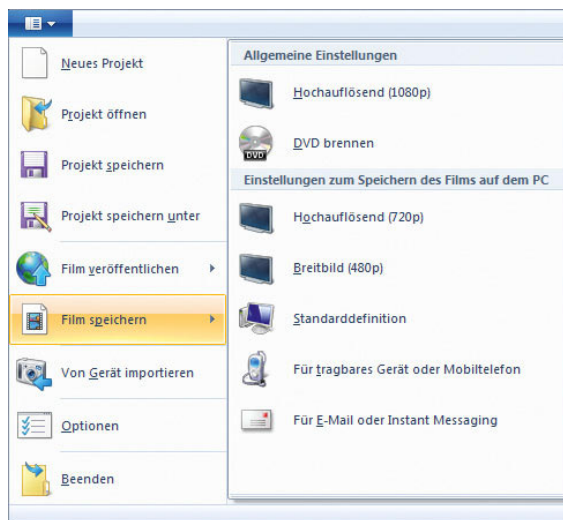 Neues Projekt
Projekt öffnen
Projekt speichern
Projekt speichern unter
Film veröffentlichen
Film speichern
Von Gerät importieren
Optionen
Beenden
Allgemeine Einstellungen
Hochauflösend (1080p)
DVD
DVD brennen
Einstellungen zum Speichern des Films auf dem PC
Hochauflösend (720p)
Breitbild (480p)
Standarddefinition
Für tragbares Gerät oder Mobiltelefon
Für E-Mail oder Instant Messaging